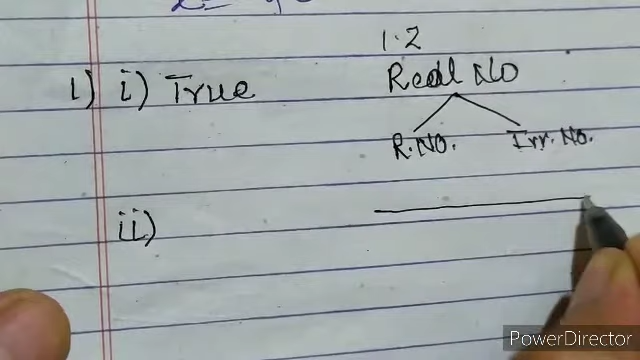 1.2
1) i) True
Real No
R.No.
Irr.No.
ii)
PowerDirector